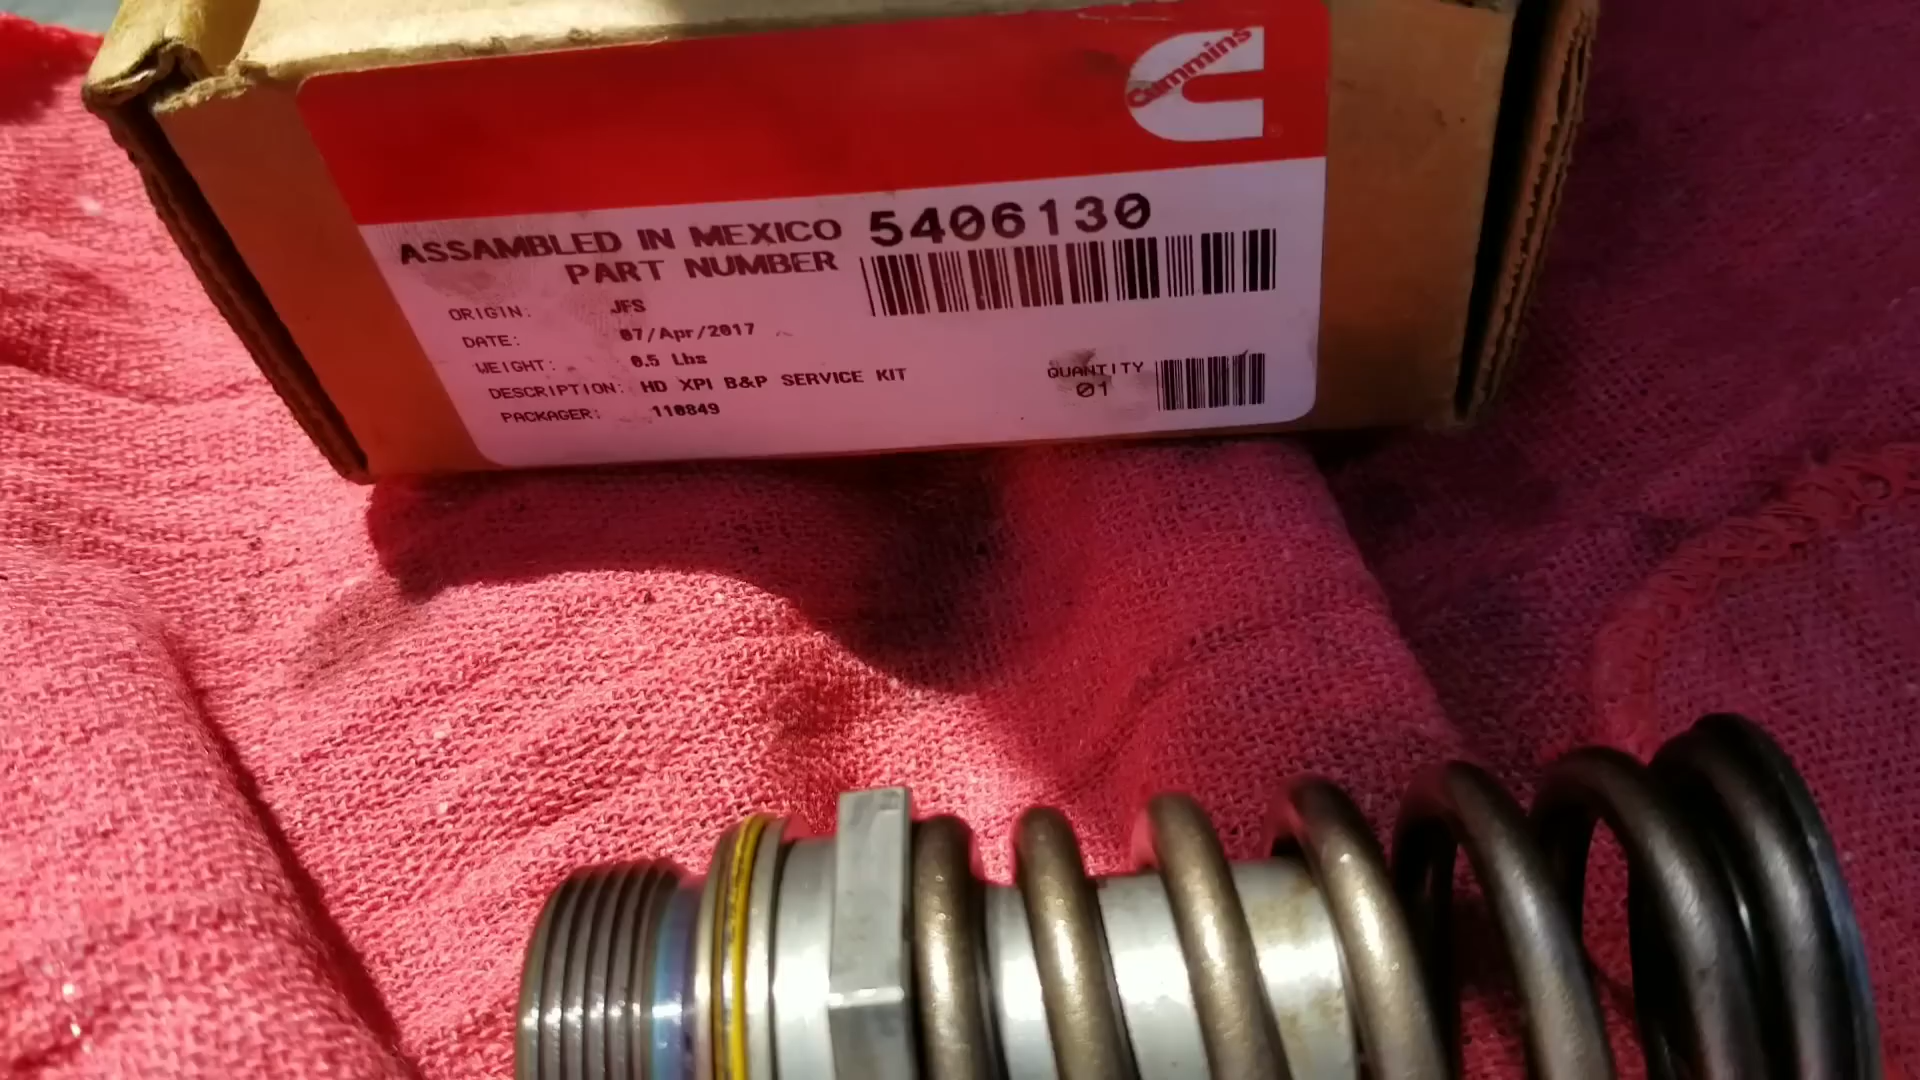 Cummins
ASSAMBLED IN MEXICO 5406130
PART NUMBER
ORIGIN: JFS
DATE: 07/Apr/2017
WEIGHT: 6.5 Lbs
DESCRIPTION: HD XPI B&P SERVICE KIT
PACKAGER: 110849
QUANTITY
01